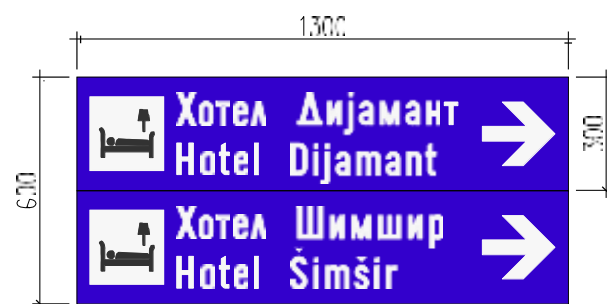 1300
Хотел Дијамант
Hotel Dijamant
300
600
Хотел Шимшир
Hotel Šimšir